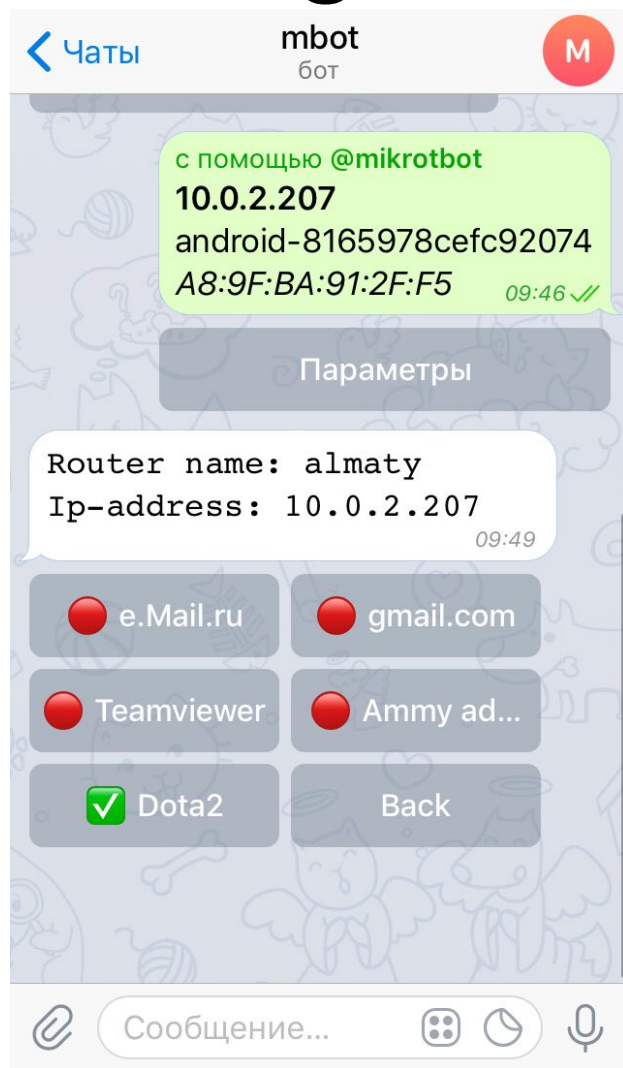 Чаты
mbot
бот
M
с помощью @mikrotbot
10.0.2.207
android-8165978cefc92074
A8:9F:BA:91:2F:F5
09:46
Параметры
Router name: almaty
Ip-address: 10.0.2.207
09:49
e.Mail.ru
gmail.com
Teamviewer
Ammy ad...
Dota2
Back
Сообщение...